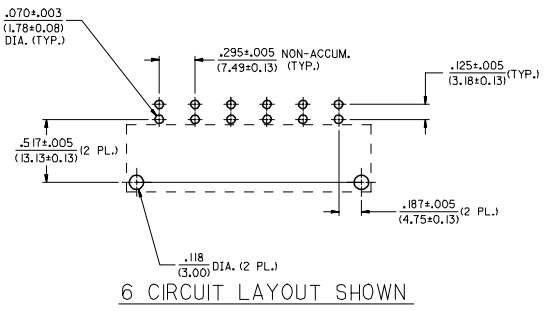 .070±.003
(1.78±0.08)
DIA. (TYP.)
.295±.005 NON-ACCUM.
(7.49±0.13) (TYP.)
.125±.005
(3.18±0.13) (TYP.)
.517±.005
(13.13±0.13) (2 PL.)
.187±.005
(4.75±0.13) (2 PL.)
.118
(3.00) DIA. (2 PL.)
6 CIRCUIT LAYOUT SHOWN